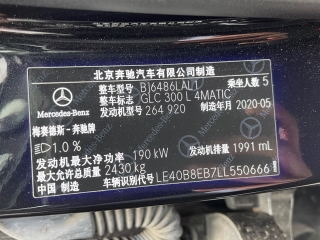 北京奔驰汽车有限公司制造
整车型号 BJ6486LAL1 乘坐人数 5
整车标志 GLC 300 L 4MATIC
发动机型号 264 920 制造年月 2020-05
Mercedes-Benz
梅赛德斯-奔驰牌
1.0 %
发动机最大净功率 190 kW 发动机排量 1991 mL
最大允许总质量 2430 kg
车辆识别代号 LE40B8EB7LL550666